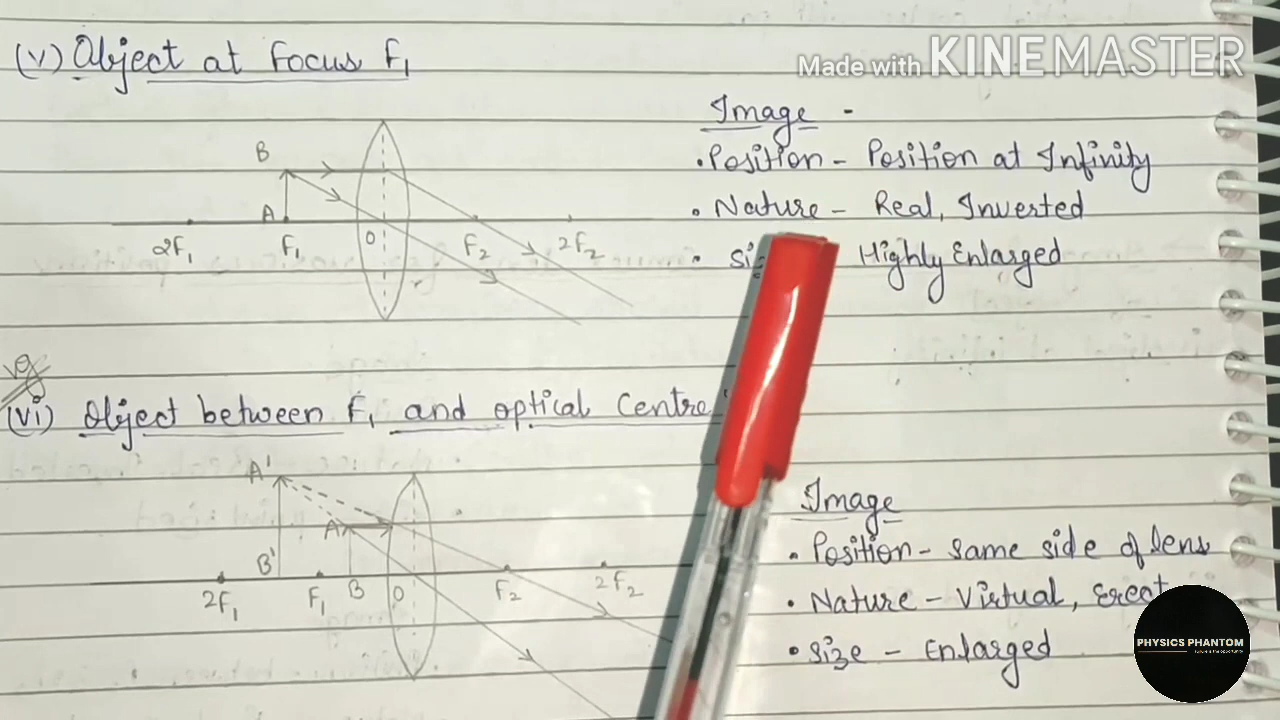 (v) Object at Focus F1
Made with KINEMASTER
Image -
• Position - Position at Infinity
• Nature - Real, Inverted
• Highly Enlarged
B
A
2F1 F1 O F2 2F2
(vi) Object between F1 and optical Centre
A'
A
B'
2F1 F1 B O F2 2F2
Image
• Position - Same side of lens
• Nature - Virtual, Erect
• Size - Enlarged
PHYSICS PHANTOM